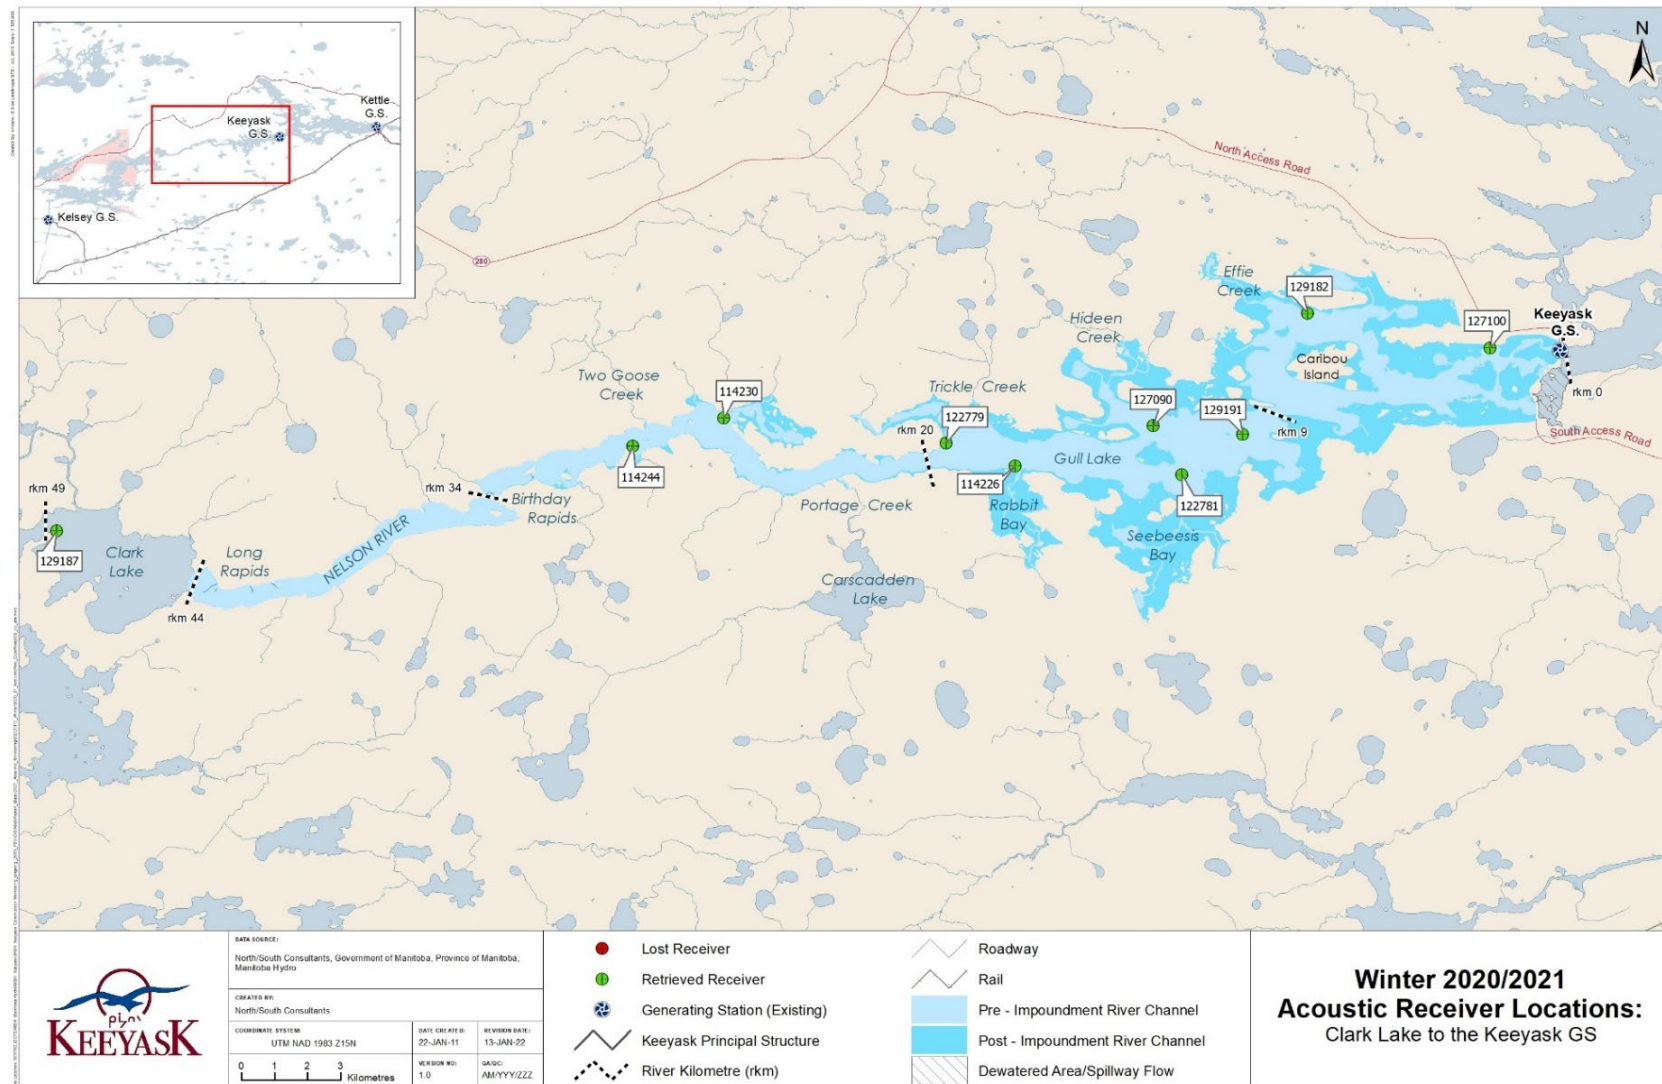 N
Kettle
G.S.
Keeyask
G.S.
Kelsey G.S.
North Access Road
280
Effie
Creek
129182
Hideen
Creek
127100
Keeyask
G.S.
Two Goose
Creek
Caribou
Island
114230
Trickle Creek
rkm 0
122779
127090
129191
rkm 20
rkm 9
South Access Road
Gull Lake
rkm 34
114244
114226
rkm 49
Birthday
Rapids
Portage Creek
Rabbit
Bay
122781
NELSON RIVER
Seebeesis
Bay
129187
Clark
Lake
Long
Rapids
Carscadden
Lake
rkm 44
KEEYASK
DATA SOURCE:
North/South Consultants, Government of Manitoba, Province of Manitoba,
Manitoba Hydro
CREATED BY:
North/South Consultants
COORDINATE SYSTEM:
UTM NAD 1983 Z15N
DATE CREATED:
22-JAN-11
REVISION DATE:
13-JAN-22
0 1 2 3
Kilometres
VERSION NO:
1.0
QA/QC:
AM/YYY/ZZZ
Lost Receiver
Retrieved Receiver
Generating Station (Existing)
Keeyask Principal Structure
River Kilometre (rkm)
Roadway
Rail
Pre - Impoundment River Channel
Post - Impoundment River Channel
Dewatered Area/Spillway Flow
Winter 2020/2021
Acoustic Receiver Locations:
Clark Lake to the Keeyask GS